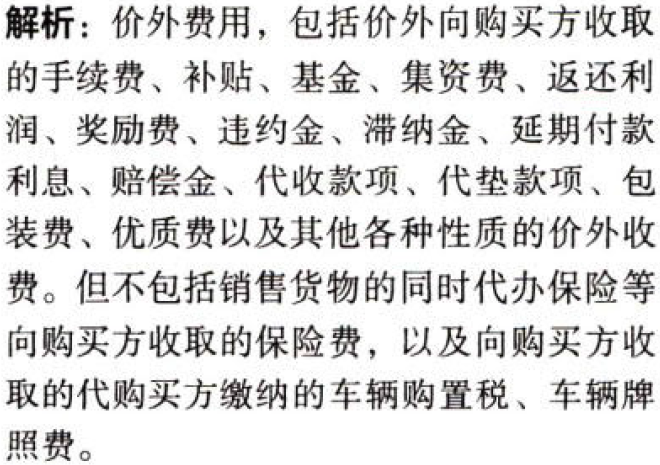 解析：价外费用，包括价外向购买方收取
的手续费、补贴、基金、集资费、返还利
润、奖励费、违约金、滞纳金、延期付款
利息、赔偿金、代收款项、代垫款项、包
装费、优质费以及其他各种性质的价外收
费。但不包括销售货物的同时代办保险等
向购买方收取的保险费，以及向购买方收
取的代购买方缴纳的车辆购置税、车辆牌
照费。